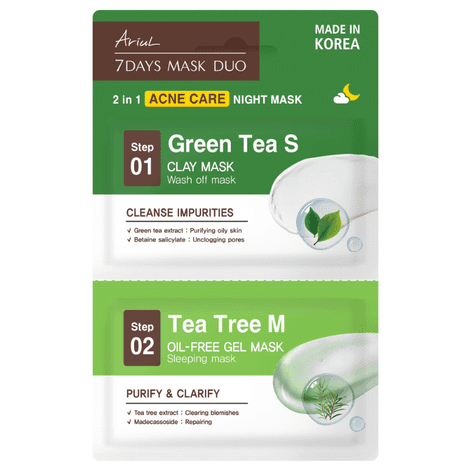 Ariul
7DAYS MASK DUO
MADE IN
KOREA
2 in 1 ACNE CARE NIGHT MASK
Step
01
Green Tea S
CLAY MASK
Wash off mask
CLEANSE IMPURITIES
√ Green tea extract : Purifying oily skin
√ Betaine salicylate : Unclogging pores
Step
02
Tea Tree M
OIL-FREE GEL MASK
Sleeping mask
PURIFY & CLARIFY
√ Tea tree extract : Clearing blemishes
√ Madecassoside : Repairing